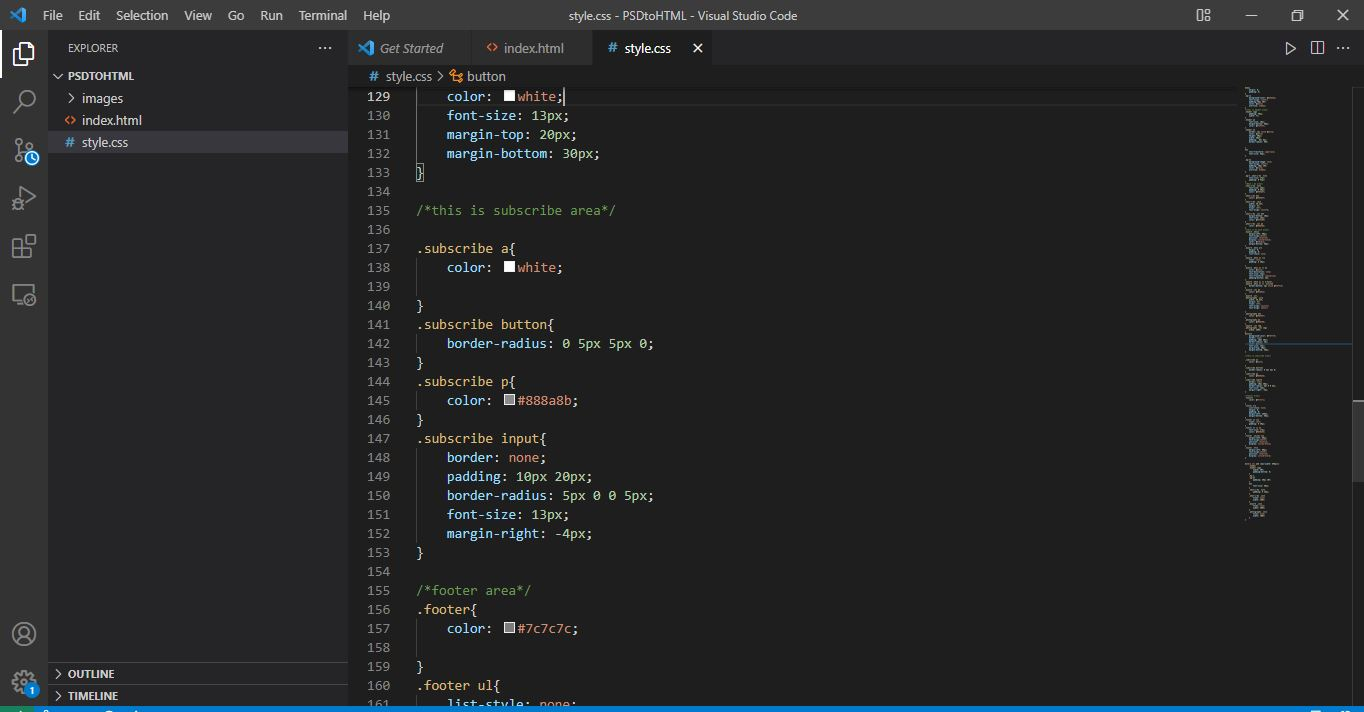 File Edit Selection View Go Run Terminal Help style.css - PSDtoHTML - Visual Studio Code
EXPLORER
PSDTOHTML
images
index.html
# style.css
OUTLINE
TIMELINE
1
Get Started <> index.html # style.css
# style.css > button
129 color: white;
130 font-size: 13px;
131 margin-top: 20px;
132 margin-bottom: 30px;
133 }
134
135 /*this is subscribe area*/
136
137 .subscribe a{
138 color: white;
139
140 }
141 .subscribe button{
142 border-radius: 0 5px 5px 0;
143 }
144 .subscribe p{
145 color: #888a8b;
146 }
147 .subscribe input{
148 border: none;
149 padding: 10px 20px;
150 border-radius: 5px 0 0 5px;
151 font-size: 13px;
152 margin-right: -4px;
153 }
154
155 /*footer area*/
156 .footer{
157 color: #7c7c7c;
158
159 }
160 .footer ul{
161 list-style: none;